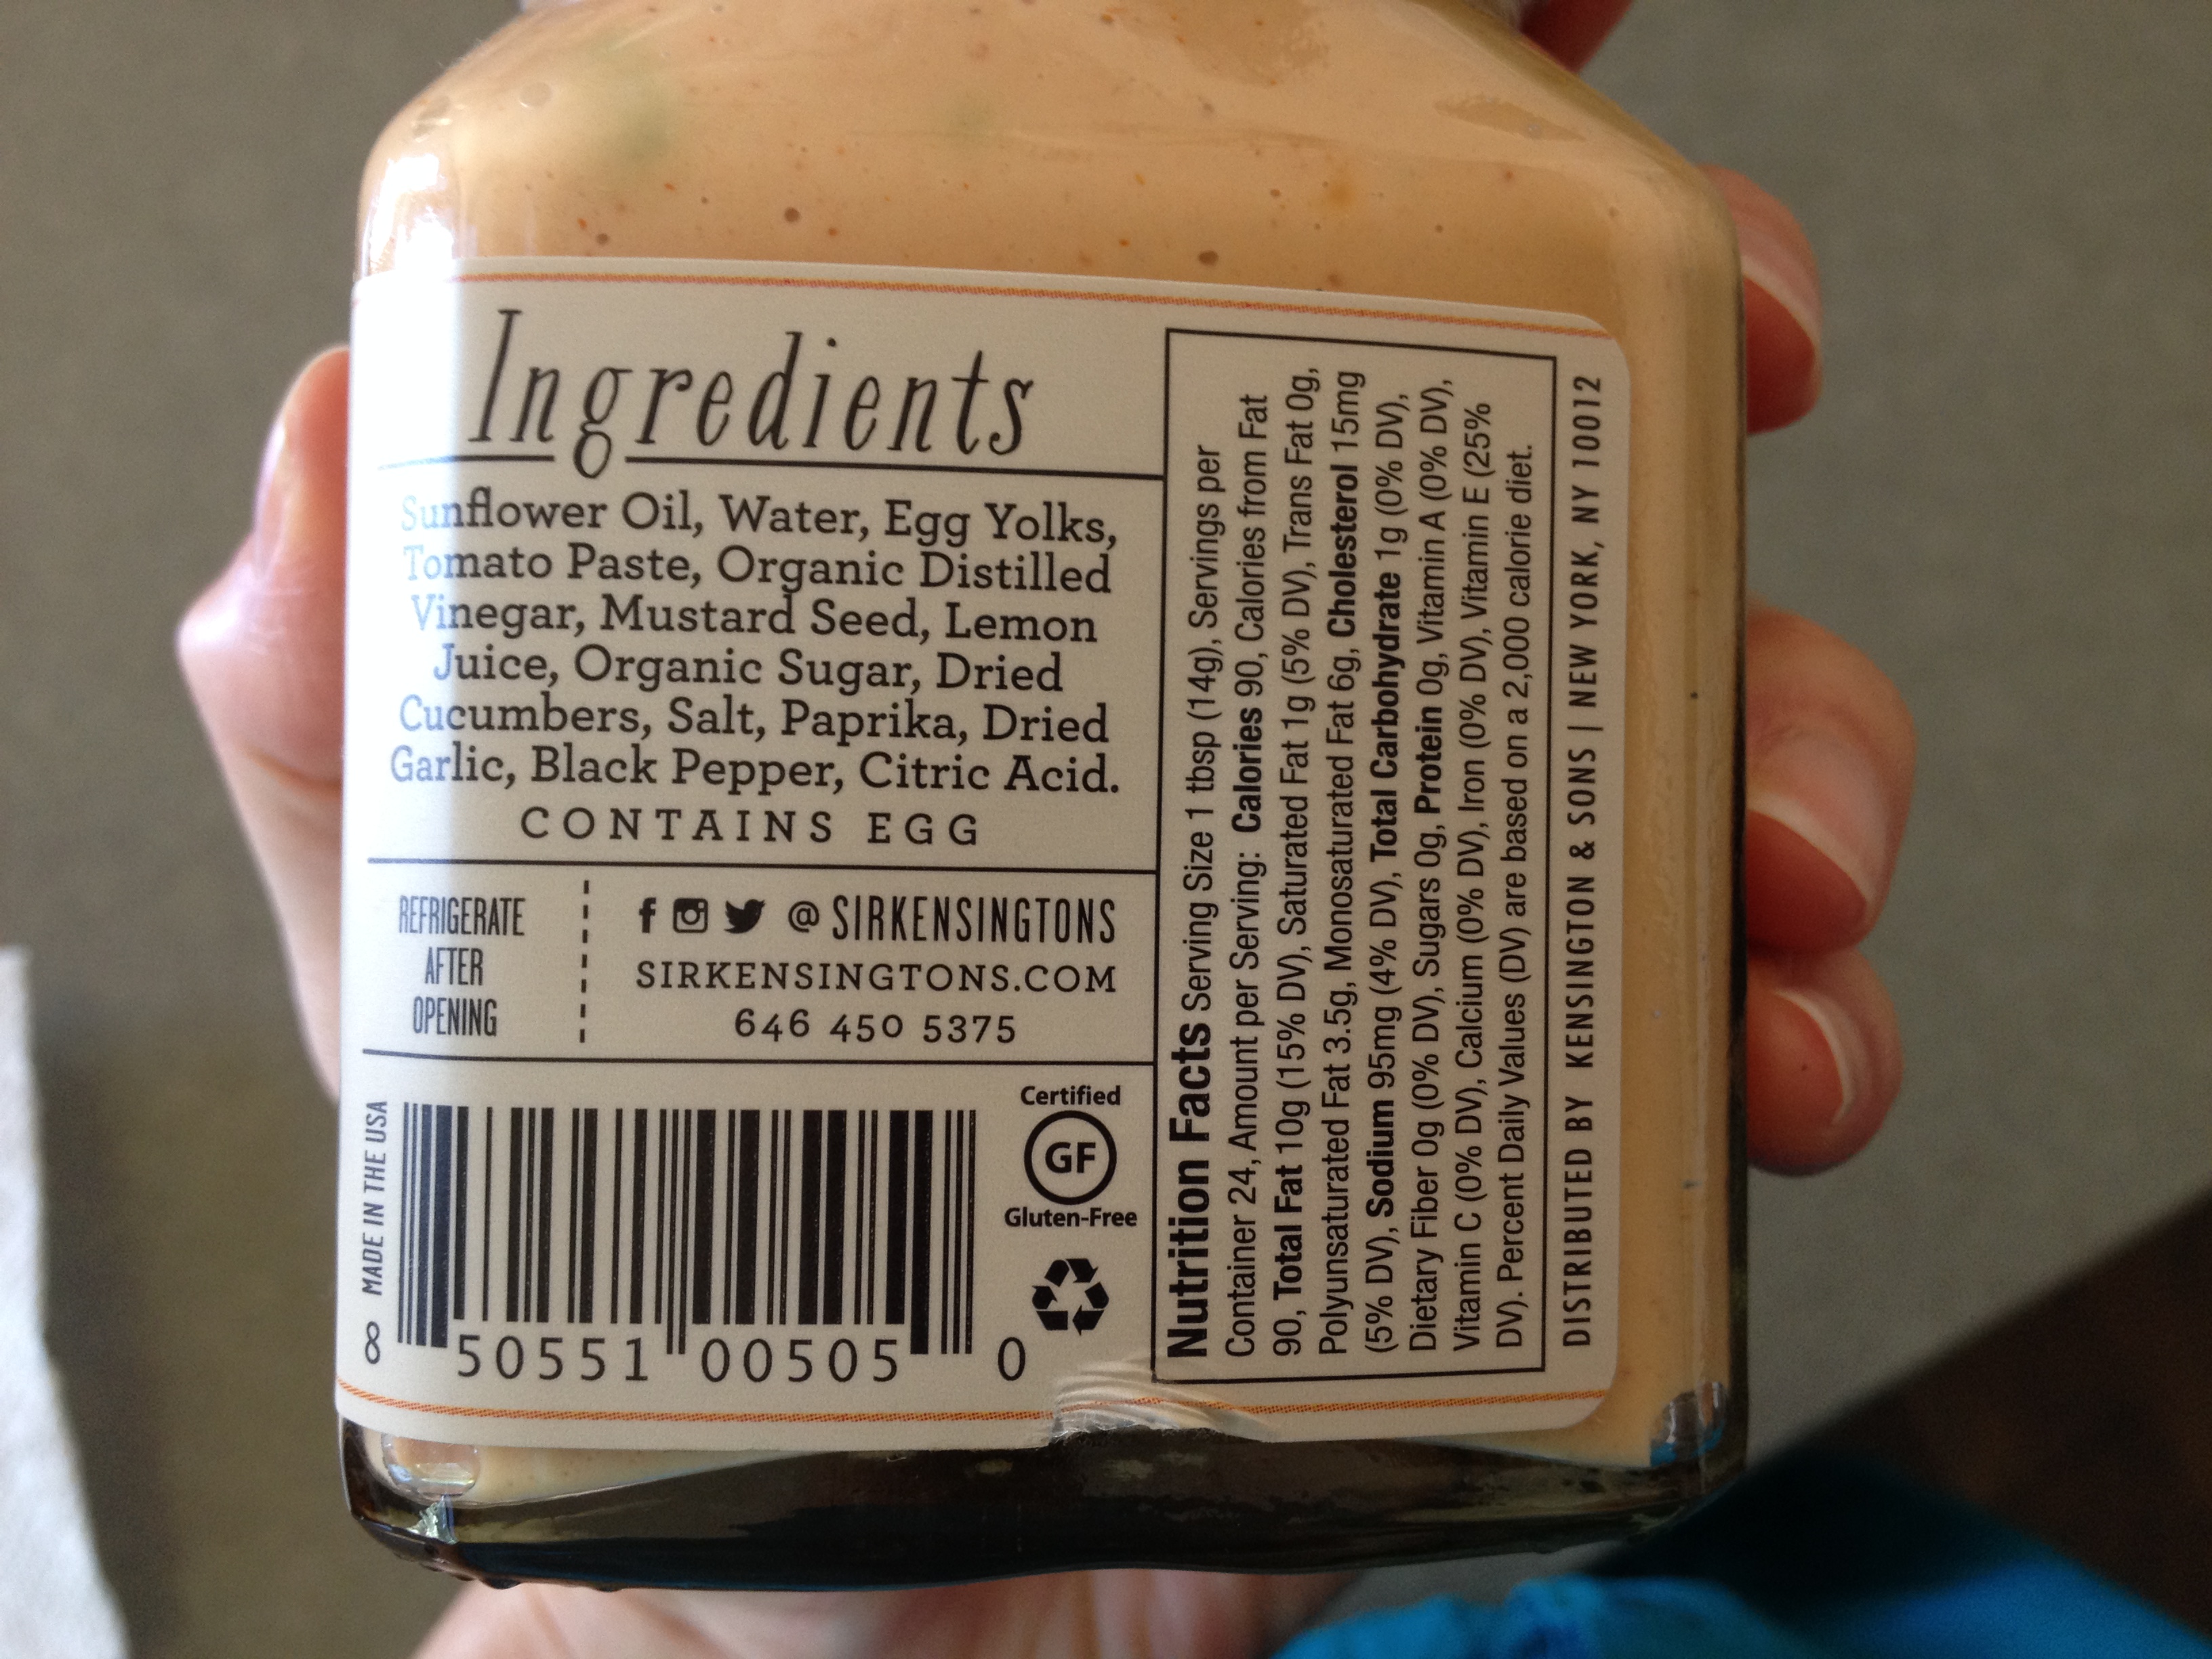 Ingredients
Sunflower Oil, Water, Egg Yolks,
Tomato Paste, Organic Distilled
Vinegar, Mustard Seed, Lemon
Juice, Organic Sugar, Dried
Cucumbers, Salt, Paprika, Dried
Garlic, Black Pepper, Citric Acid.
CONTAINS EGG
REFRIGERATE
AFTER
OPENING
@SIRKENSINGTONS
SIRKENSINGTONS.COM
646 450 5375
MADE IN THE USA
8 50551 00505 0
Certified
GF
Gluten-Free
Nutrition Facts Serving Size 1 tbsp (14g), Servings per
Container 24, Amount per Serving: Calories 90, Calories from Fat
90, Total Fat 10g (15% DV), Saturated Fat 1g (5% DV), Trans Fat 0g,
Polyunsaturated Fat 3.5g, Monosaturated Fat 6g, Cholesterol 15mg
(5% DV), Sodium 95mg (4% DV), Total Carbohydrate 1g (0% DV),
Dietary Fiber 0g (0% DV), Sugars 0g, Protein 0g, Vitamin A (0% DV),
Vitamin C (0% DV), Calcium (0% DV), Iron (0% DV), Vitamin E (25%
DV). Percent Daily Values (DV) are based on a 2,000 calorie diet.
DISTRIBUTED BY KENSINGTON & SONS | NEW YORK, NY 10012